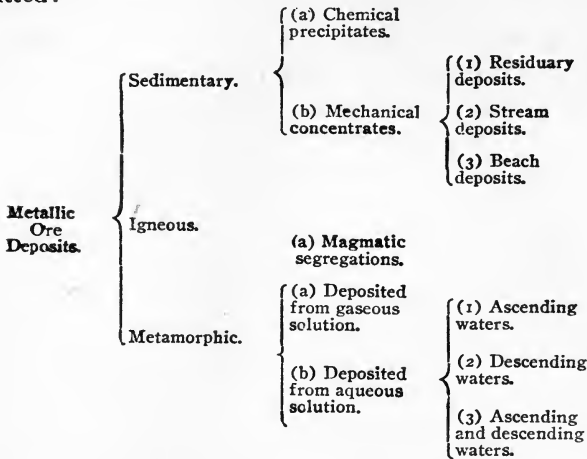 (a) Chemical
precipitates.
Sedimentary.
(b) Mechanical
concentrates.
(1) Residuary
deposits.
(2) Stream
deposits.
(3) Beach
deposits.
Metallic
Ore
Deposits.
Igneous.
(a) Magmatic
segregations.
Metamorphic.
(a) Deposited
from gaseous
solution.
(b) Deposited
from aqueous
solution.
(1) Ascending
waters.
(2) Descending
waters.
(3) Ascending
and descending
waters.